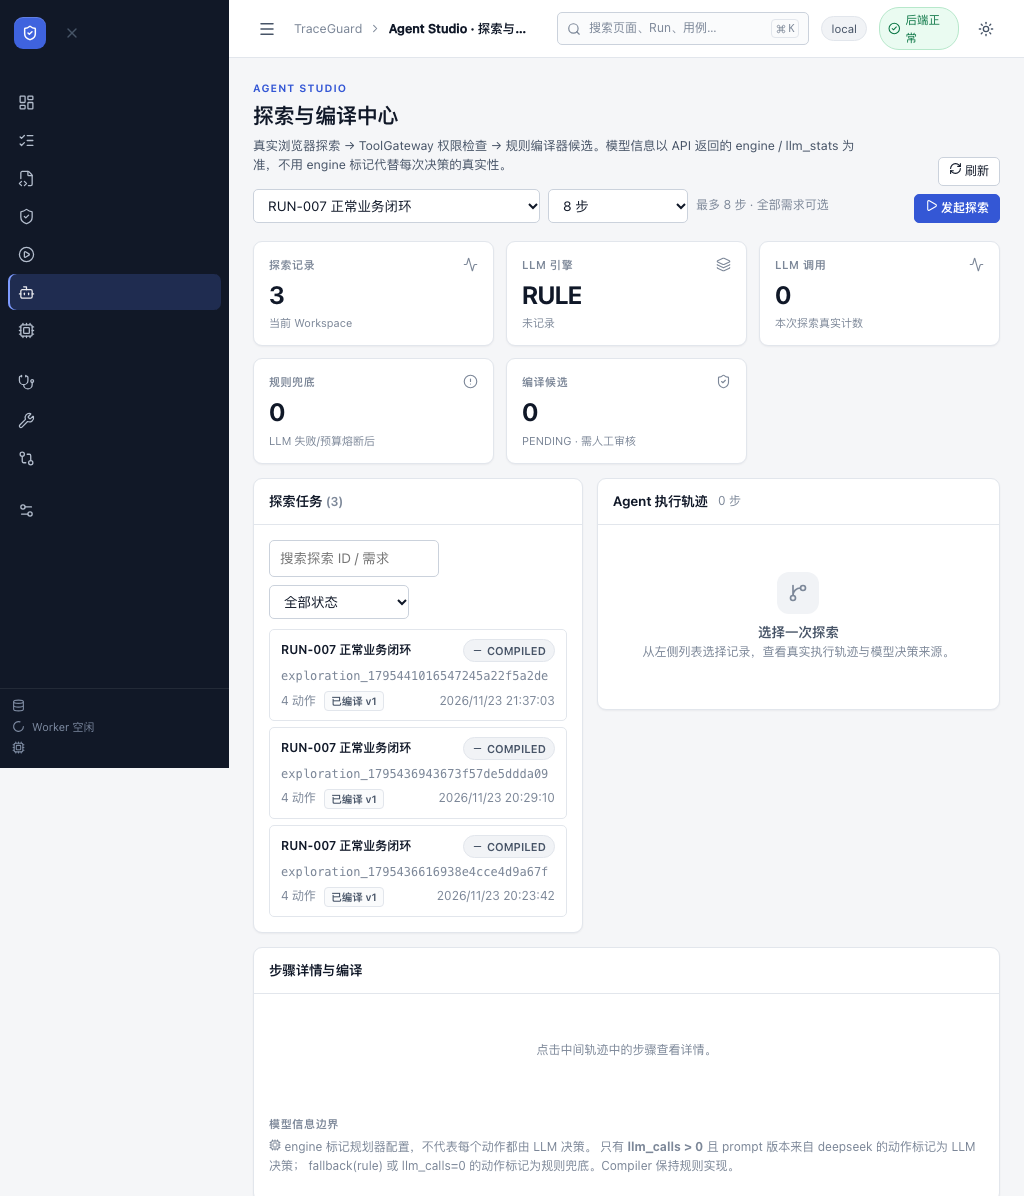 TraceGuard
Agent Studio · 探索与...
搜索页面、Run、用例...
⌘ K
local
后端正
常
AGENT STUDIO
探索与编译中心
真实浏览器探索 → ToolGateway 权限检查 → 规则编译器候选。模型信息以 API 返回的 engine / llm_stats 为
准，不用 engine 标记代替每次决策的真实性。
刷新
RUN-007 正常业务闭环
8 步
最多 8 步 · 全部需求可选
发起探索
探索记录
3
当前 Workspace
LLM 引擎
RULE
未记录
LLM 调用
0
本次探索真实计数
规则兜底
0
LLM 失败/预算熔断后
编译候选
0
PENDING · 需人工审核
探索任务 (3)
搜索探索 ID / 需求
全部状态
RUN-007 正常业务闭环
COMPILED
exploration_1795441016547245a22f5a2de
4 动作
已编译 v1
2026/11/23 21:37:03
RUN-007 正常业务闭环
COMPILED
exploration_1795436943673f57de5ddda09
4 动作
已编译 v1
2026/11/23 20:29:10
RUN-007 正常业务闭环
COMPILED
exploration_1795436616938e4cce4d9a67f
4 动作
已编译 v1
2026/11/23 20:23:42
Agent 执行轨迹 0 步
选择一次探索
从左侧列表选择记录，查看真实执行轨迹与模型决策来源。
Worker 空闲
步骤详情与编译
点击中间轨迹中的步骤查看详情。
模型信息边界
engine 标记规划器配置，不代表每个动作都由 LLM 决策。 只有 llm_calls > 0 且 prompt 版本来自 deepseek 的动作标记为 LLM
决策； fallback(rule) 或 llm_calls=0 的动作标记为规则兜底。Compiler 保持规则实现。